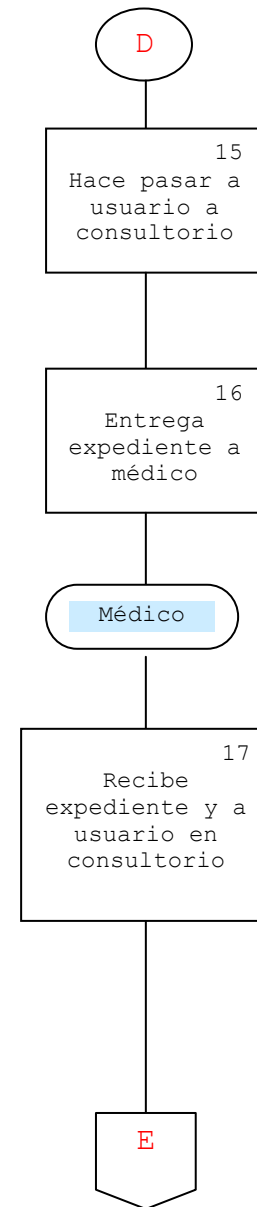 D
15
Hace pasar a
usuario a
consultorio
16
Entrega
expediente a
médico
Médico
17
Recibe
expediente y a
usuario en
consultorio
E